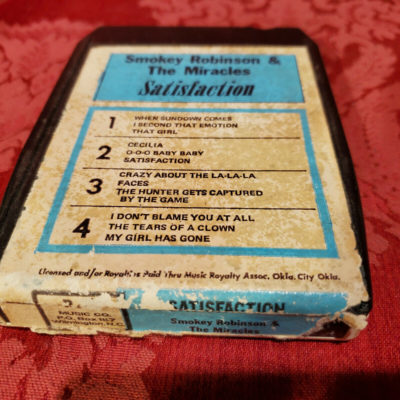 Smokey Robinson &
The Miracles
Satisfaction
1
WHEN SUNDOWN COMES
I SECOND THAT EMOTION
THAT GIRL
2
CECILIA
O-O-O BABY BABY
SATISFACTION
3
CRAZY ABOUT THE LA-LA-LA
FACES
THE HUNTER GETS CAPTURED
BY THE GAME
4
I DON'T BLAME YOU AT ALL
THE TEARS OF A CLOWN
MY GIRL HAS GONE
Licensed and/or Royalties Paid Thru Music Royalty Assoc. Okla. City Okla.
MUSIC CO.
P.O. Box
Wilmington, N.C.
SATISFACTION
Smokey Robinson &
The Miracles